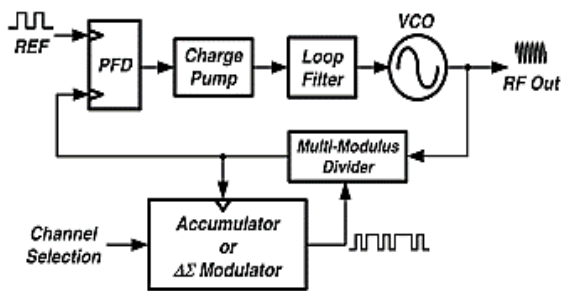 REF
PFD
Charge
Pump
Loop
Filter
VCO
RF Out
Multi-Modulus
Divider
Channel
Selection
Accumulator
or
ΔΣ Modulator